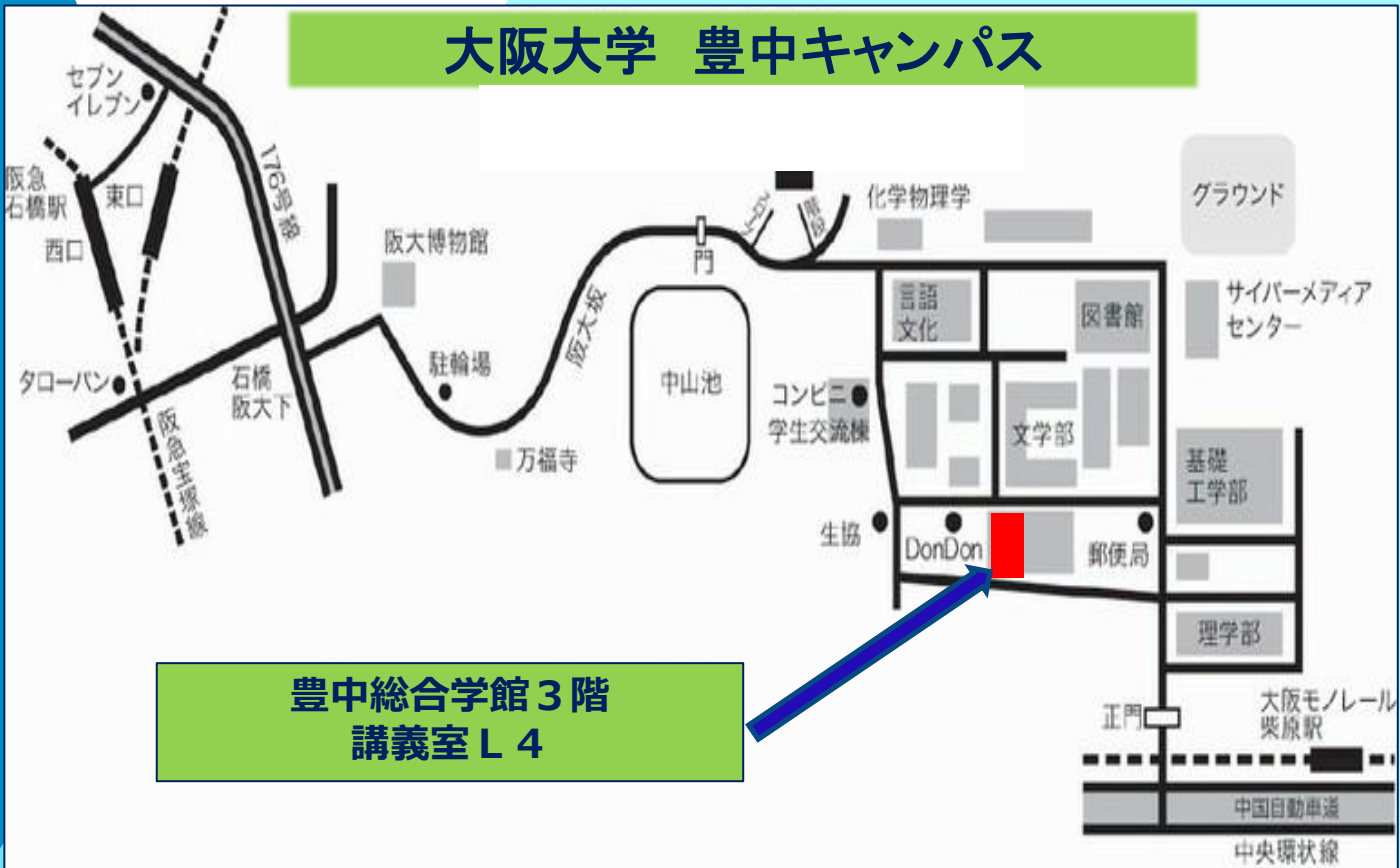 大阪大学 豊中キャンパス
セブン
イレブン
176号線
阪急
石橋駅
東口
西口
阪大博物館
門
化学物理学
グラウンド
言語
文化
図書館
サイバーメディア
センター
阪大坂
駐輪場
中山池
タローパン
石橋
阪大下
コンビニ
学生交流棟
文学部
万福寺
阪急宝塚線
基礎
工学部
生協
DonDon
郵便局
理学部
豊中総合学館3階
講義室L4
正門
大阪モノレール
柴原駅
中国自動車道
中央環状線